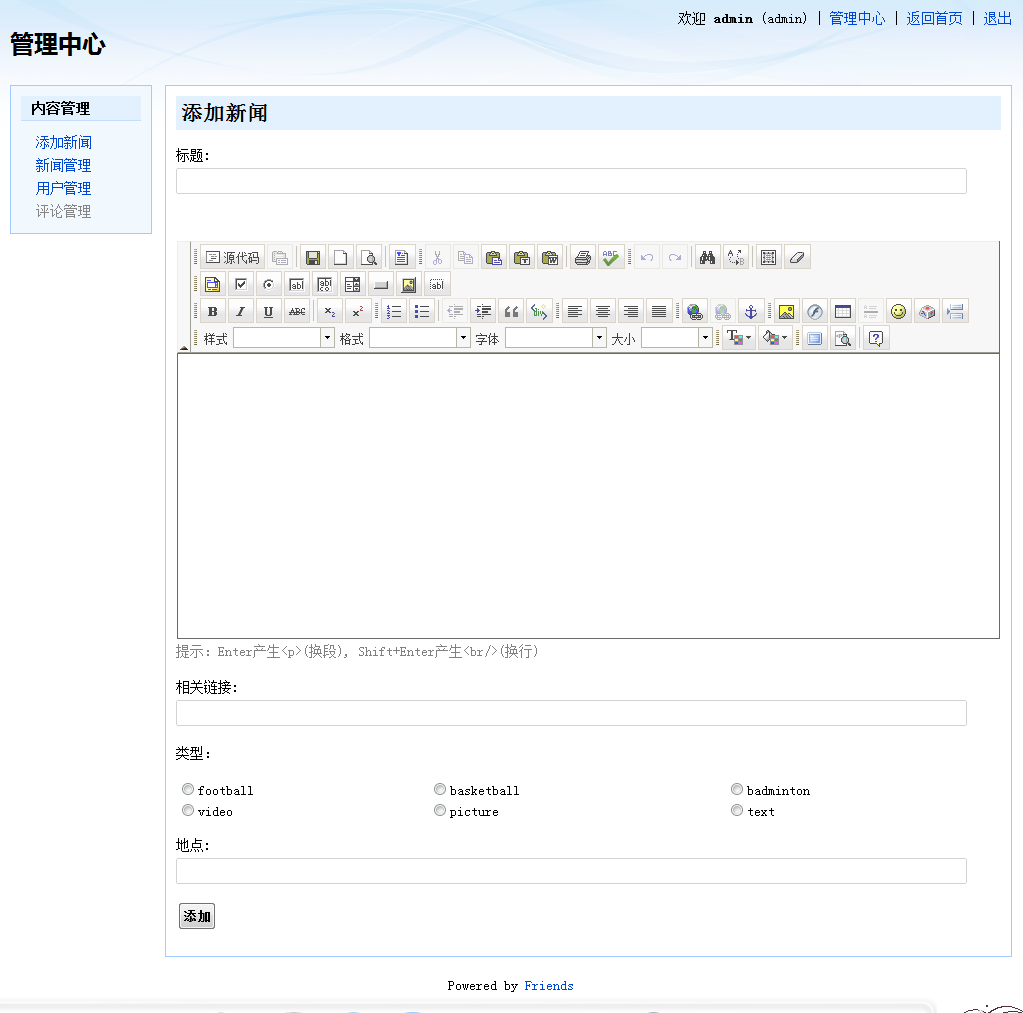 欢迎 admin (admin) | 管理中心 | 返回首页 | 退出
管理中心
内容管理
添加新闻
新闻管理
用户管理
评论管理
添加新闻
标题:
源代码
样式 格式 字体 大小
提示: Enter产生<p>(换段), Shift+Enter产生<br/>(换行)
相关链接:
类型:
football basketball badminton
video picture text
地点:
添加
Powered by Friends